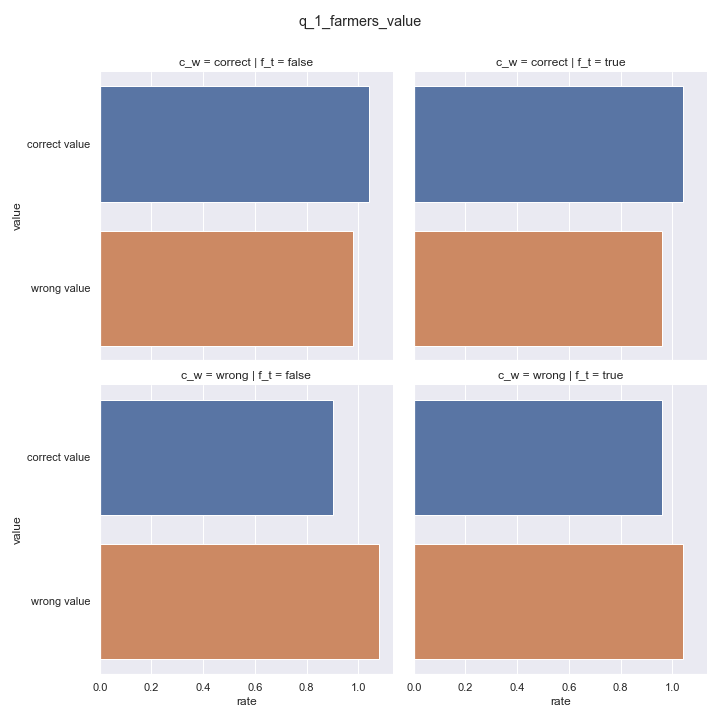 q_1_farmers_value
c_w = correct | f_t = false
c_w = correct | f_t = true
correct value
wrong value
value
c_w = wrong | f_t = false
c_w = wrong | f_t = true
correct value
wrong value
value
0.0 0.2 0.4 0.6 0.8 1.0
0.0 0.2 0.4 0.6 0.8 1.0
rate
rate